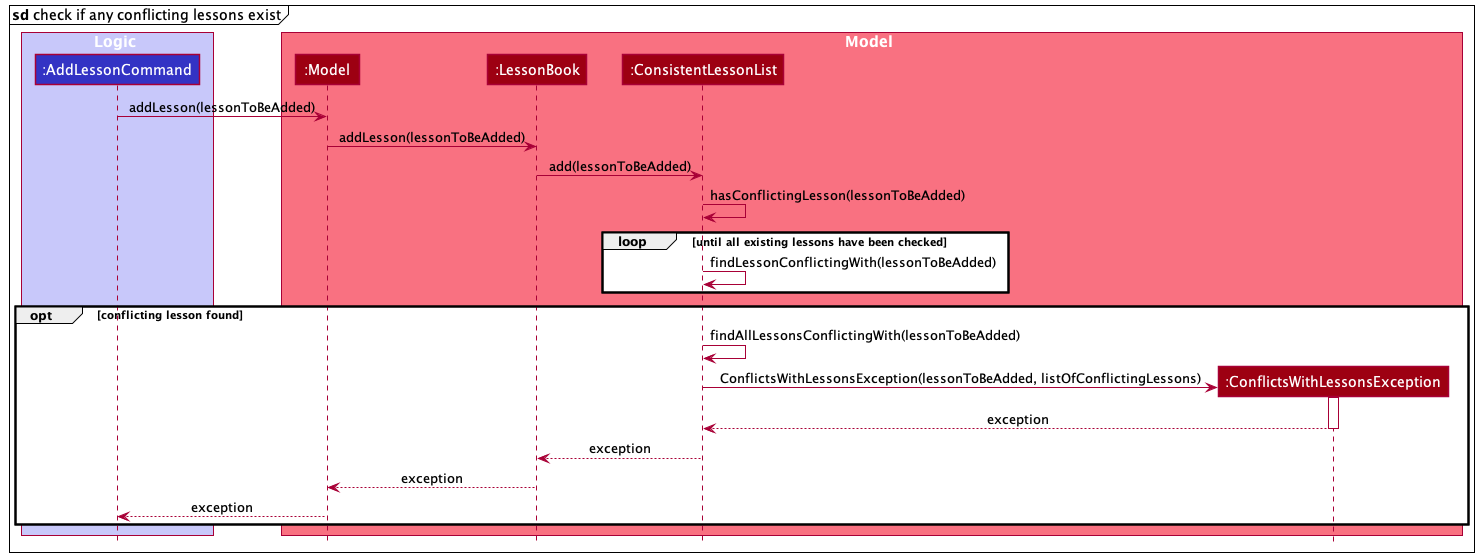 sd check if any conflicting lessons exist
Logic
Model
:AddLessonCommand
:Model
:LessonBook
:ConsistentLessonList
addLesson(lessonToBeAdded)
addLesson(lessonToBeAdded)
add(lessonToBeAdded)
hasConflictingLesson(lessonToBeAdded)
loop
[until all existing lessons have been checked]
findLessonConflictingWith(lessonToBeAdded)
opt
[conflicting lesson found]
findAllLessonsConflictingWith(lessonToBeAdded)
ConflictsWithLessonsException(lessonToBeAdded, listOfConflictingLessons)
:ConflictsWithLessonsException
exception
exception
exception
exception